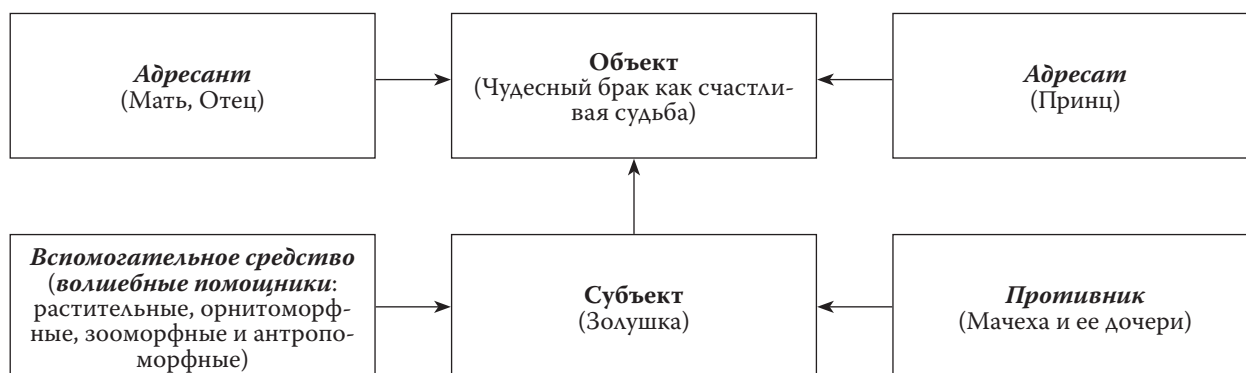 Адресант
(Мать, Отец)
Объект
(Чудесный брак как счастли-
вая судьба)
Адресат
(Принц)
Вспомогательное средство
(волшебные помощники:
растительные, орнитоморф-
ные, зооморфные и антропо-
морфные)
Субъект
(Золушка)
Противник
(Мачеха и ее дочери)